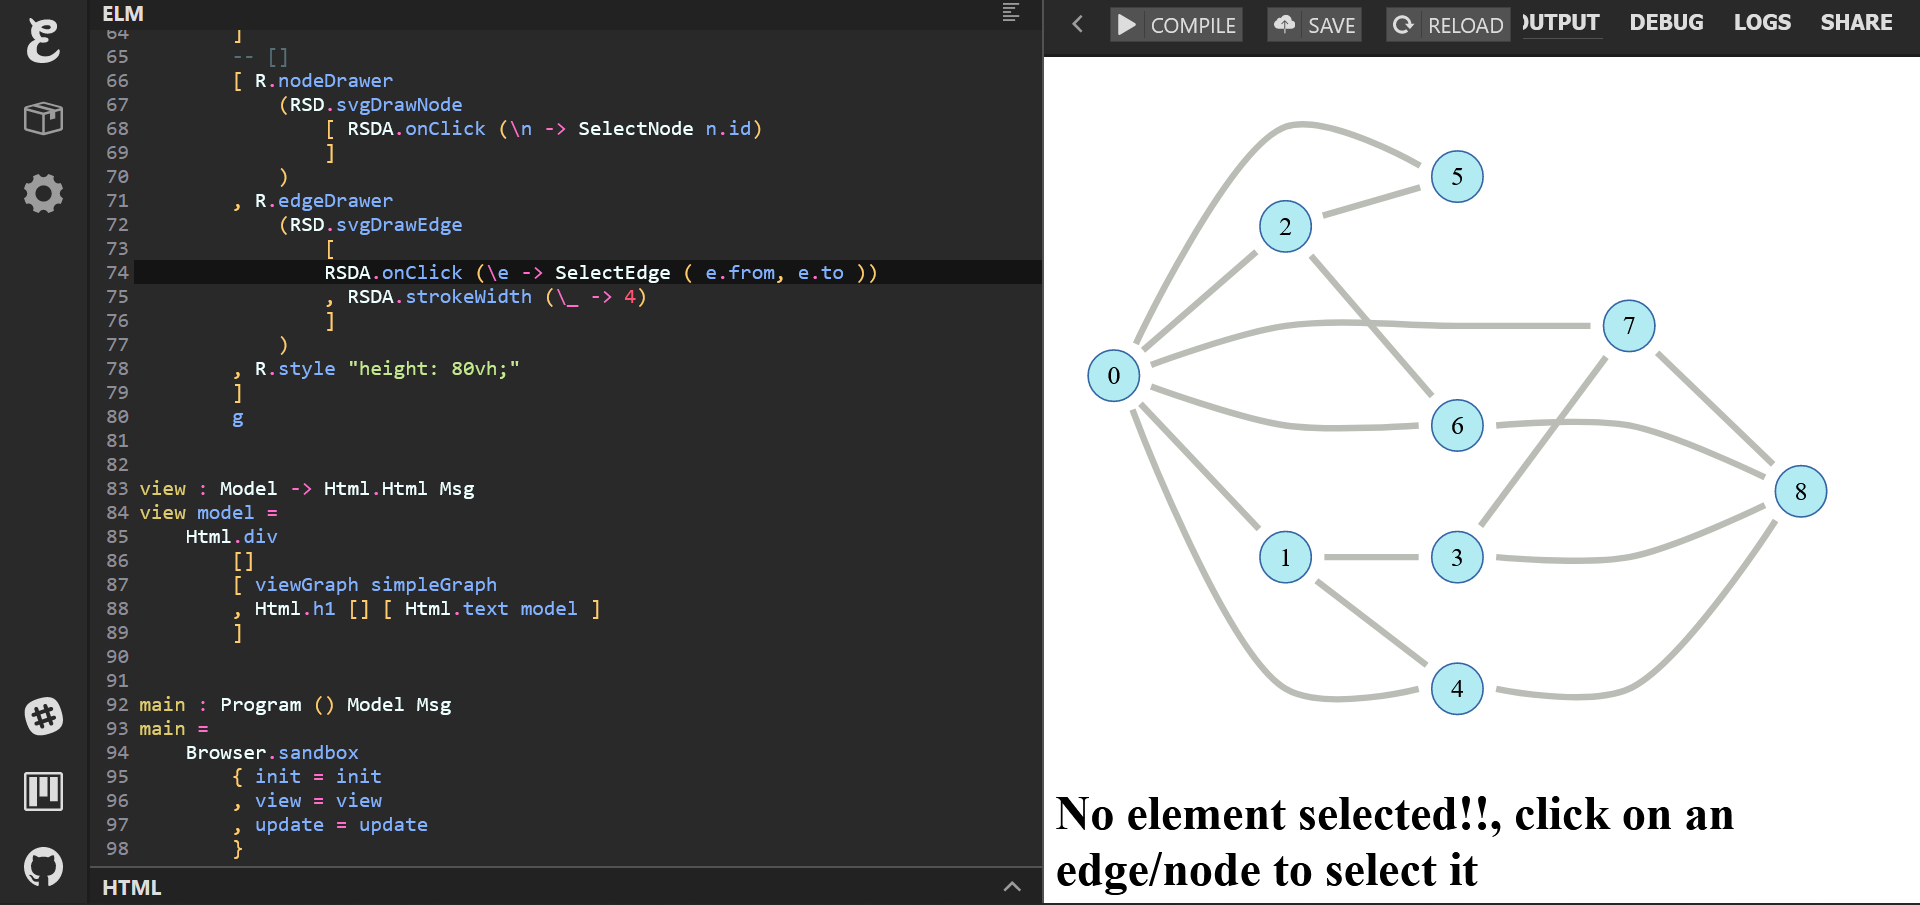 ELM
64 ]
65 -- []
66 [ R.nodeDrawer
67 (RSD.svgDrawNode
68 [ RSDA.onClick (\n -> SelectNode n.id)
69 ]
70 )
71 , R.edgeDrawer
72 (RSD.svgDrawEdge
73 [
74 RSDA.onClick (\e -> SelectEdge ( e.from, e.to ))
75 , RSDA.strokeWidth (\_ -> 4)
76 ]
77 )
78 , R.style "height: 80vh;"
79 ]
80 g
81
82
83 view : Model -> Html.Html Msg
84 view model =
85 Html.div
86 []
87 [ viewGraph simpleGraph
88 , Html.h1 [] [ Html.text model ]
89 ]
90
91
92 main : Program () Model Msg
93 main =
94 Browser.sandbox
95 { init = init
96 , view = view
97 , update = update
98 }
HTML
COMPILE SAVE RELOAD OUTPUT DEBUG LOGS SHARE
5
2
7
0
6
8
1 3
4
No element selected!!, click on an
edge/node to select it